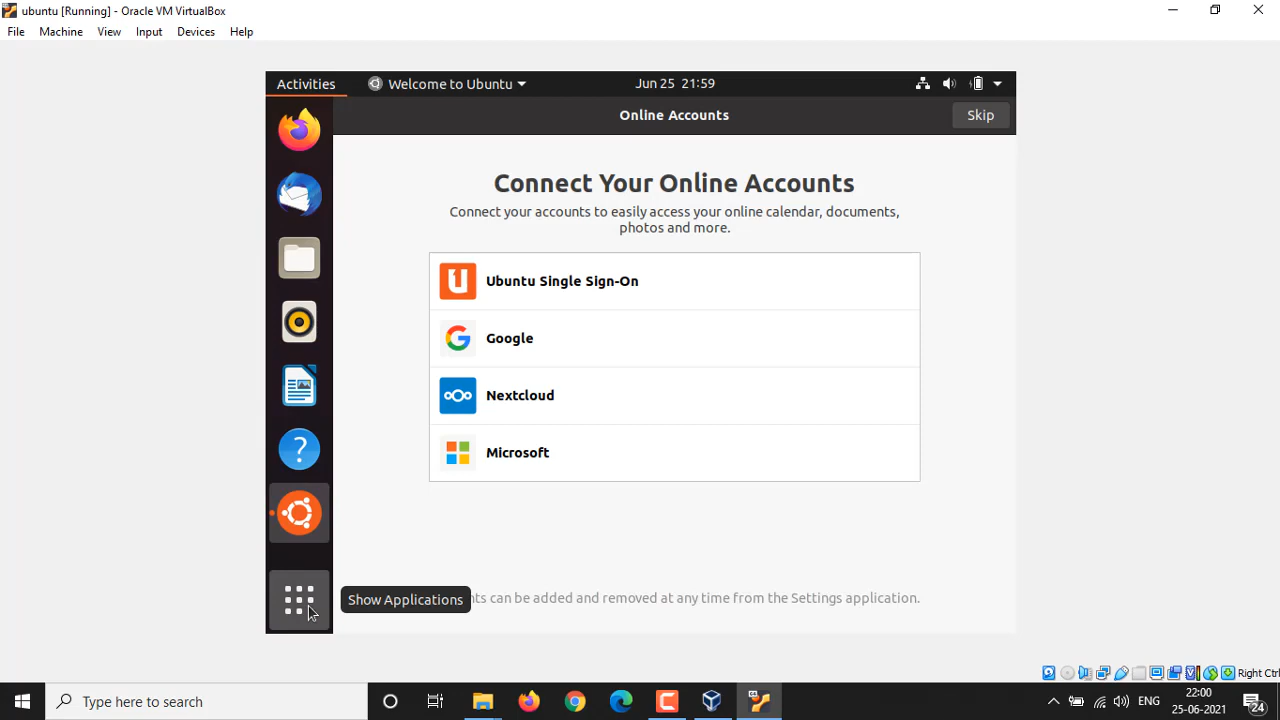 ubuntu [Running] - Oracle VM VirtualBox
File Machine View Input Devices Help
Activities Welcome to Ubuntu Jun 25 21:59
Online Accounts Skip
Connect Your Online Accounts
Connect your accounts to easily access your online calendar, documents,
photos and more.
Ubuntu Single Sign-On
Google
Nextcloud
Microsoft
Show Applications
can be added and removed at any time from the Settings application.
Right Ctrl
Type here to search
ENG
22:00
25-06-2021
24